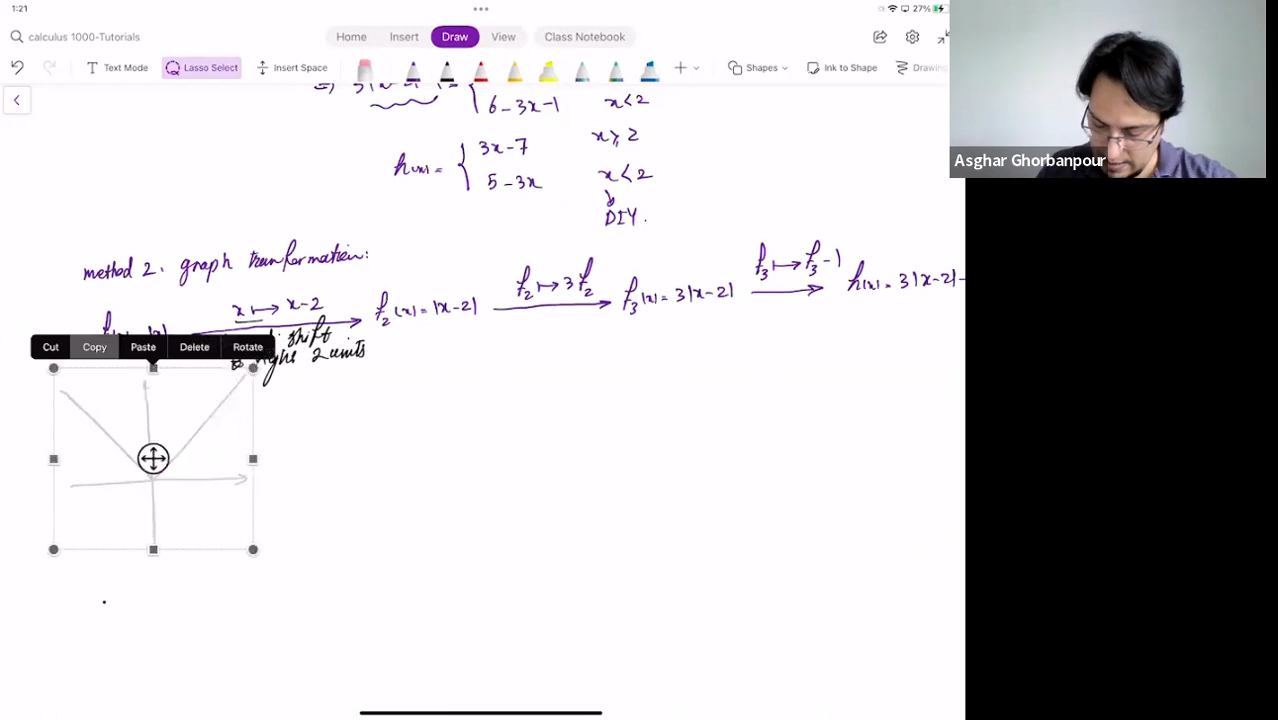 1:21
27%
calculus 1000-Tutorials
Home Insert Draw View Class Notebook
Text Mode Lasso Select Insert Space Shapes Ink to Shape Drawing
6-3x-1 x<2
3x-7 x⩾2
h(x)=
5-3x x<2
DIY.
method 2. graph transformation:
x↦x-2 f₂(x)=|x-2| f₂↦3f₂ f₃(x)=3|x-2| f₃↦f₃-1 h(x)=3|x-2|-
shift
2 units
Cut Copy Paste Delete Rotate
Asghar Ghorbanpour